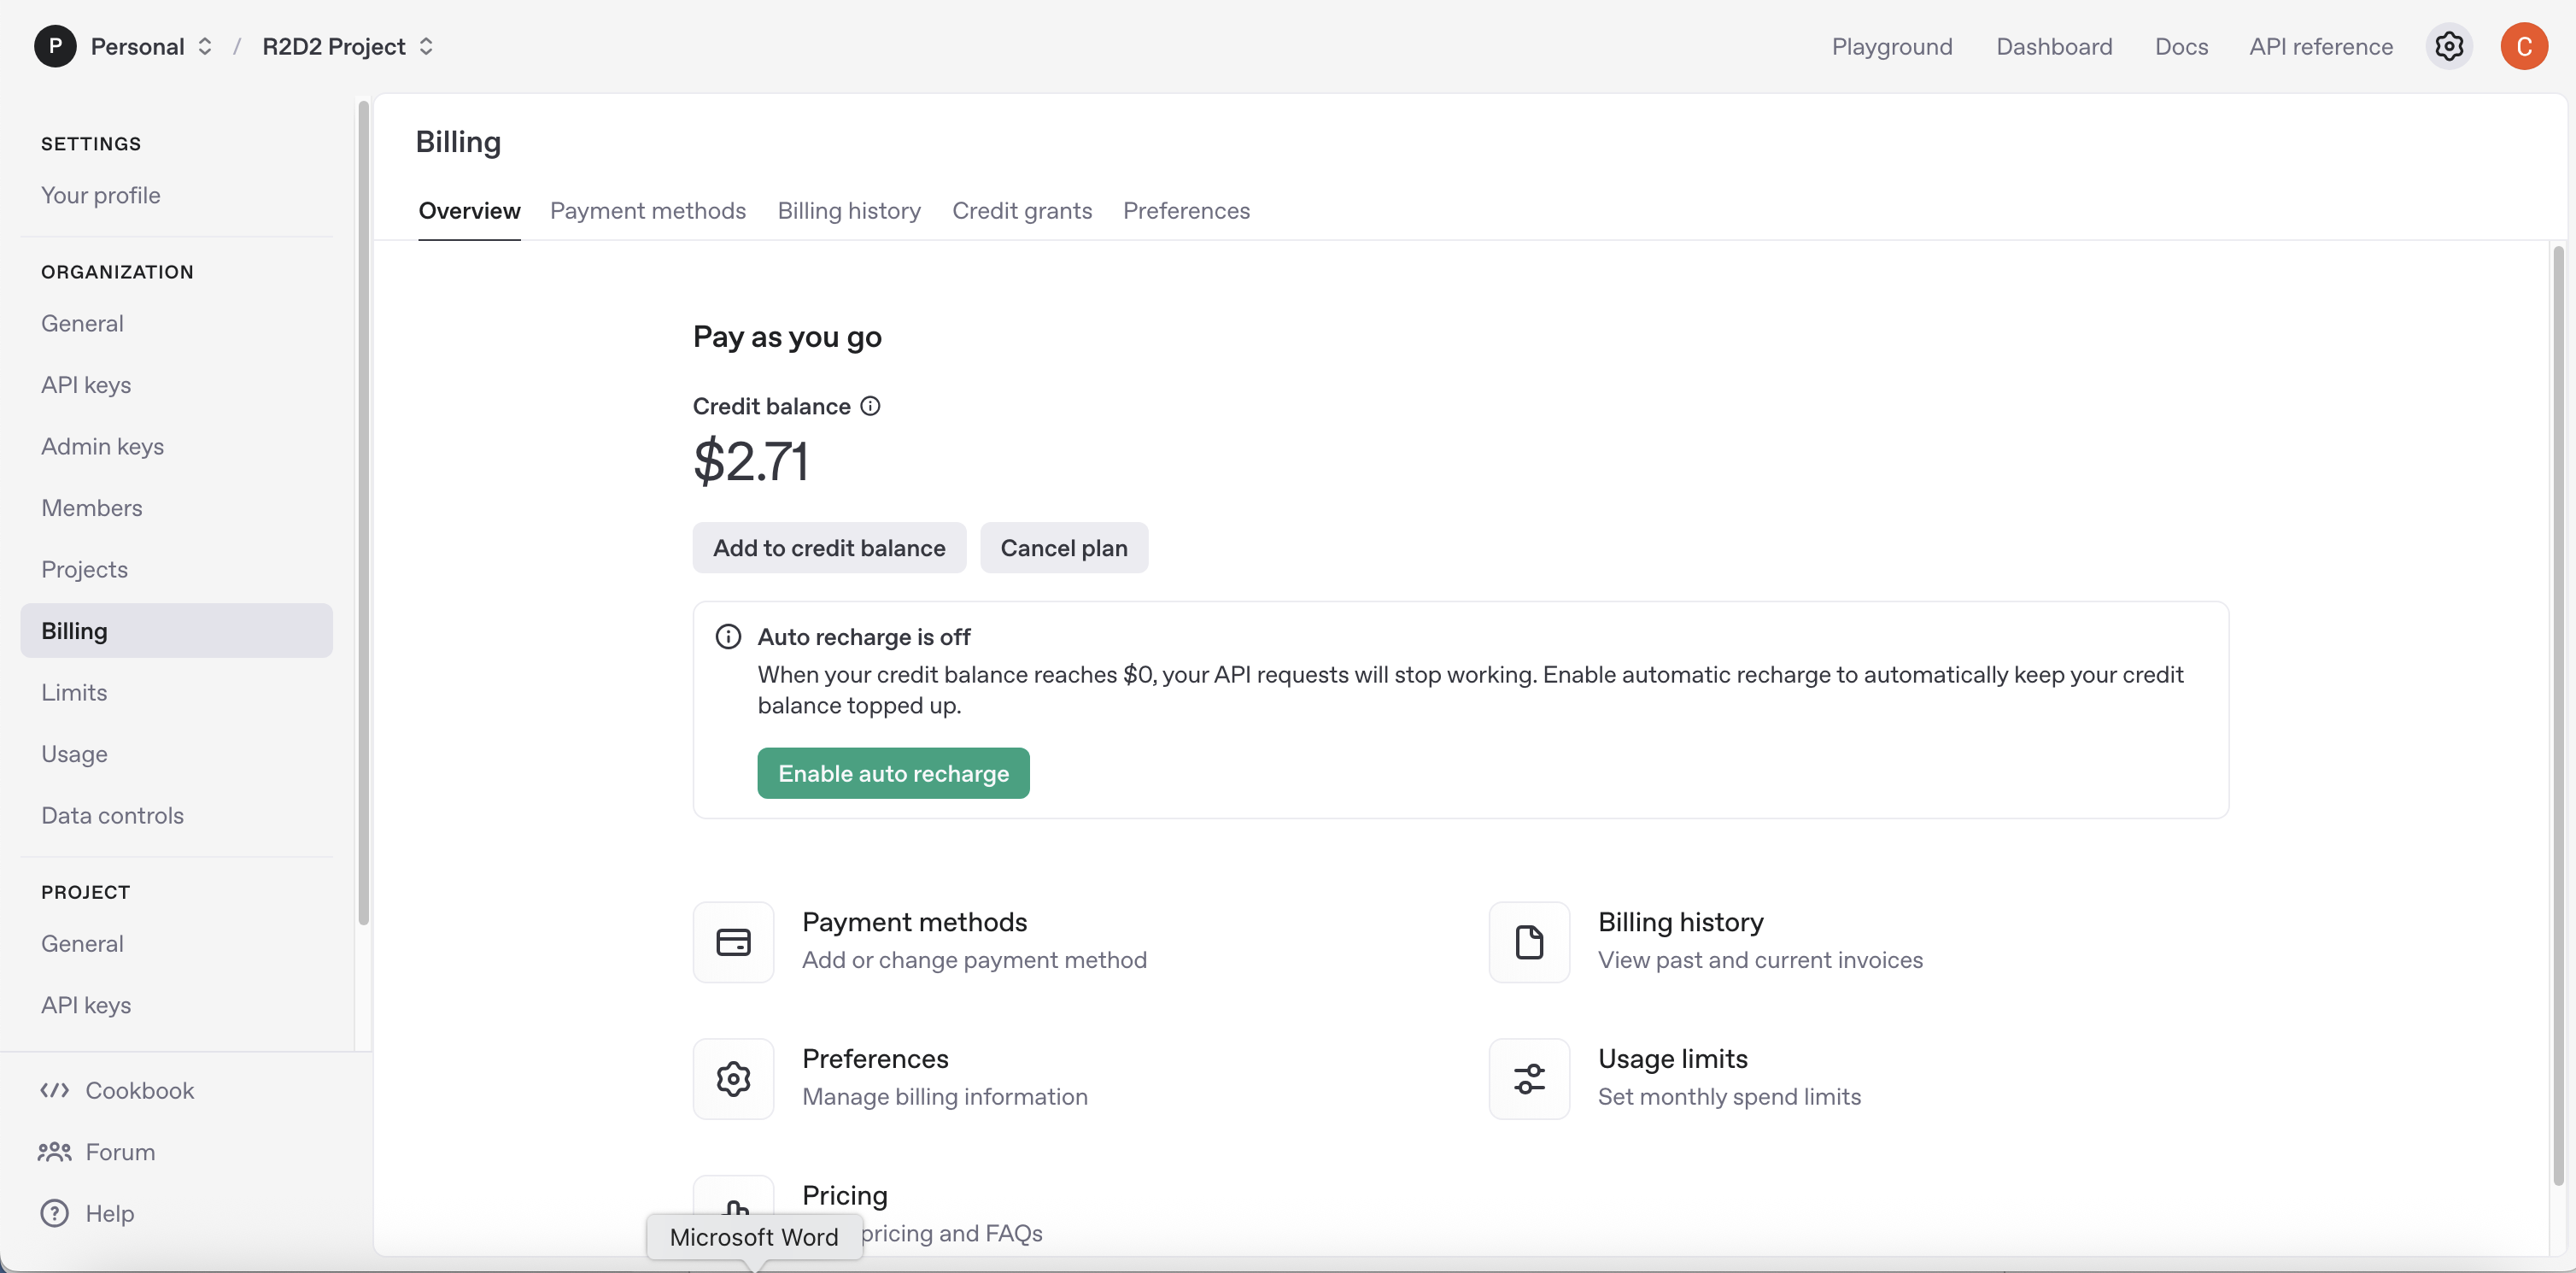 P Personal / R2D2 Project
Playground Dashboard Docs API reference C
SETTINGS
Your profile
ORGANIZATION
General
API keys
Admin keys
Members
Projects
Billing
Limits
Usage
Data controls
PROJECT
General
API keys
Cookbook
Forum
Help
Billing
Overview Payment methods Billing history Credit grants Preferences
Pay as you go
Credit balance
$2.71
Add to credit balance Cancel plan
Auto recharge is off
When your credit balance reaches $0, your API requests will stop working. Enable automatic recharge to automatically keep your credit
balance topped up.
Enable auto recharge
Payment methods
Add or change payment method
Billing history
View past and current invoices
Preferences
Manage billing information
Usage limits
Set monthly spend limits
Pricing
pricing and FAQs
Microsoft Word